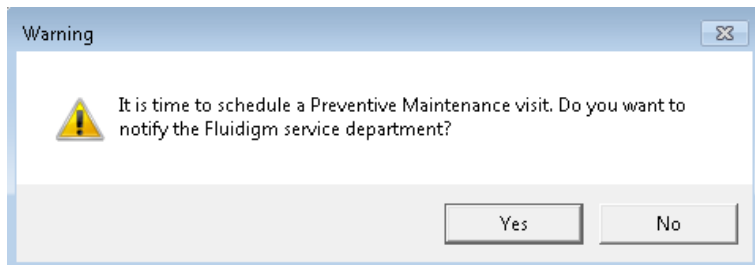 Warning
It is time to schedule a Preventive Maintenance visit. Do you want to
notify the Fluidigm service department?
Yes No